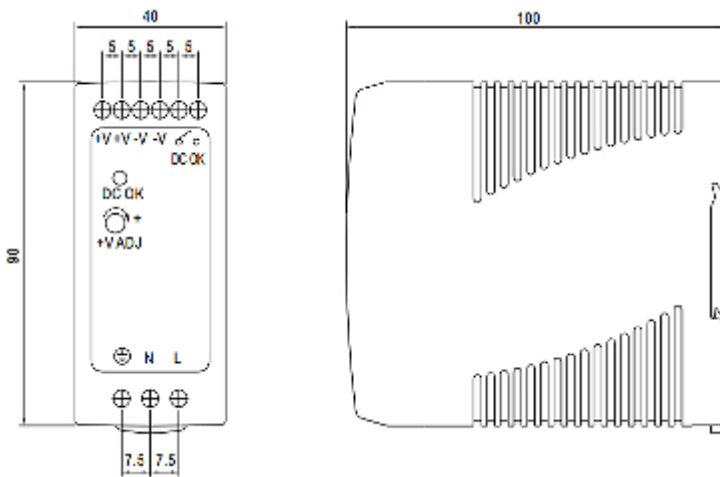 40
100
5 5 5 5 5
+V +V -V -V
DC OK
DC OK
+
+V ADJ
90
N L
7.5 7.5